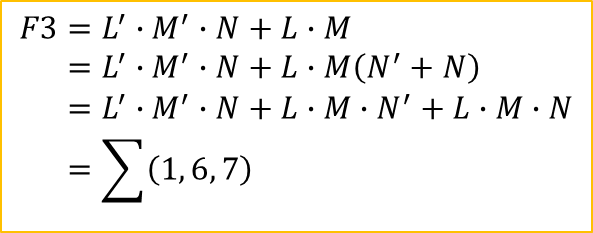 F3 = L′ · M′ · N + L · M
= L′ · M′ · N + L · M(N′ + N)
= L′ · M′ · N + L · M · N′ + L · M · N
= ∑(1, 6, 7)